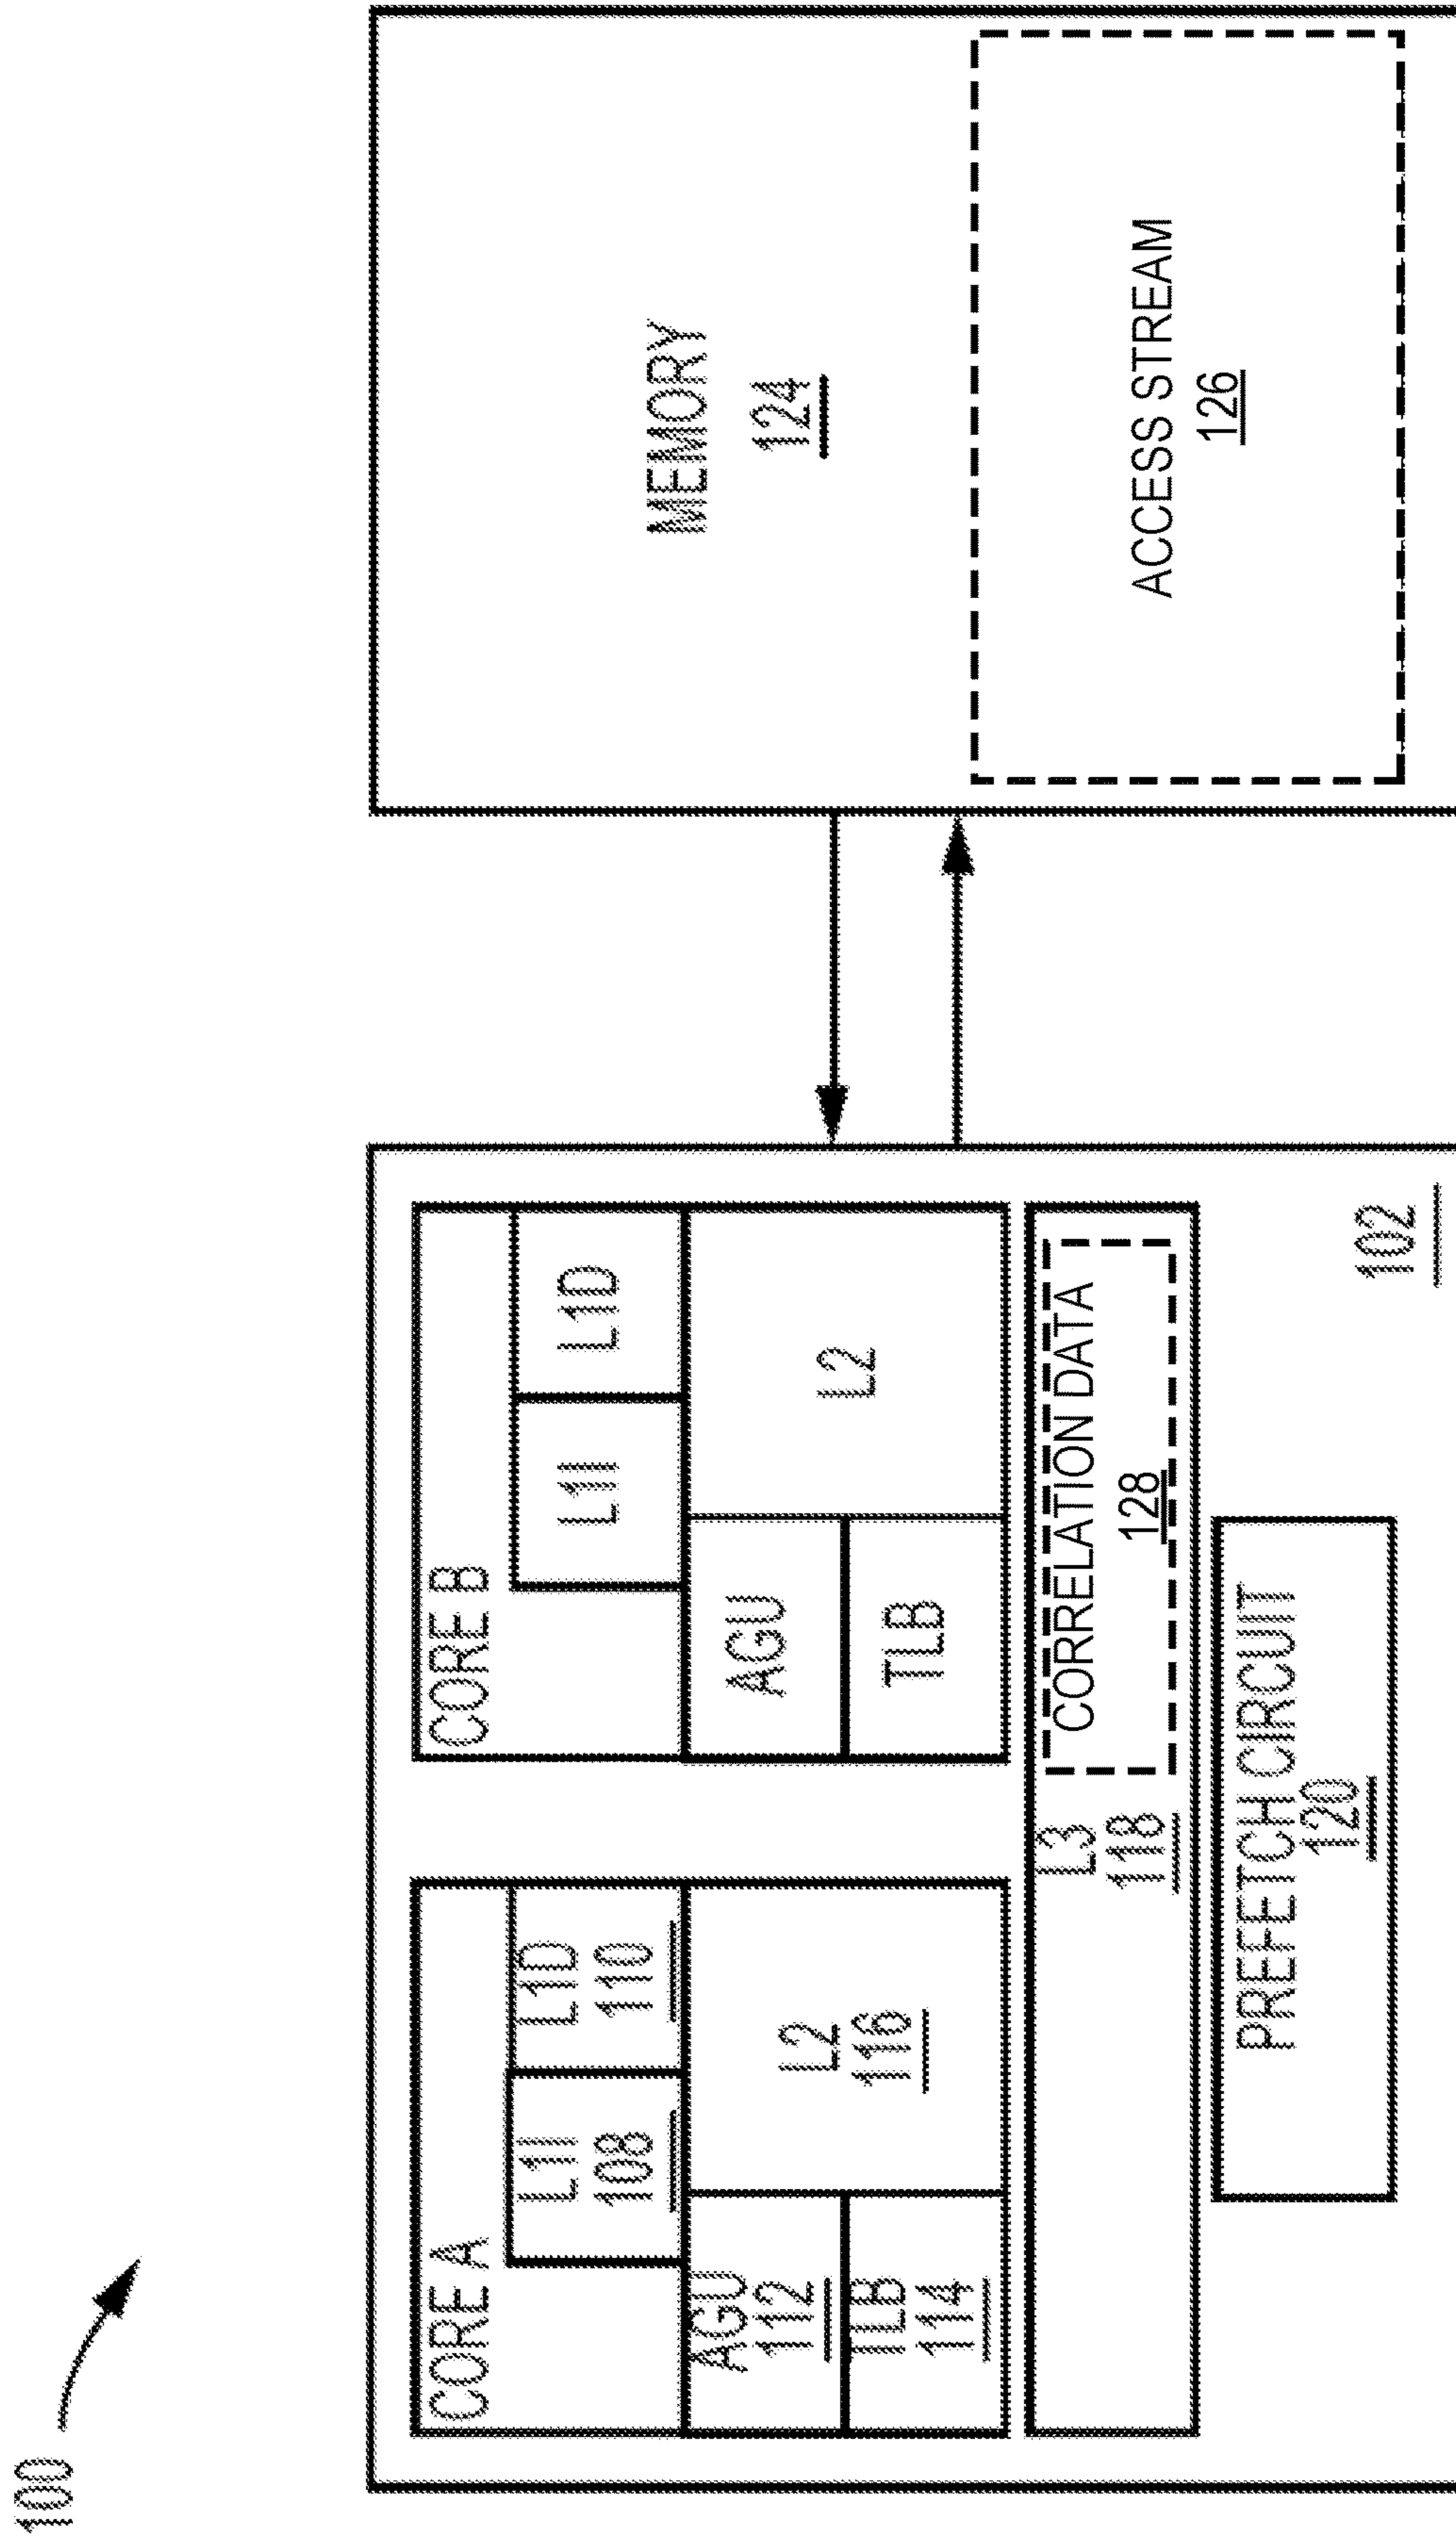 100
CORE A
L1I
108
L1D
110
AGU
112
TLB
114
L2
116
CORE B
L1I
L1D
AGU
TLB
L2
L3
118
CORRELATION DATA
128
PREFETCH CIRCUIT
120
102
MEMORY
124
ACCESS STREAM
126